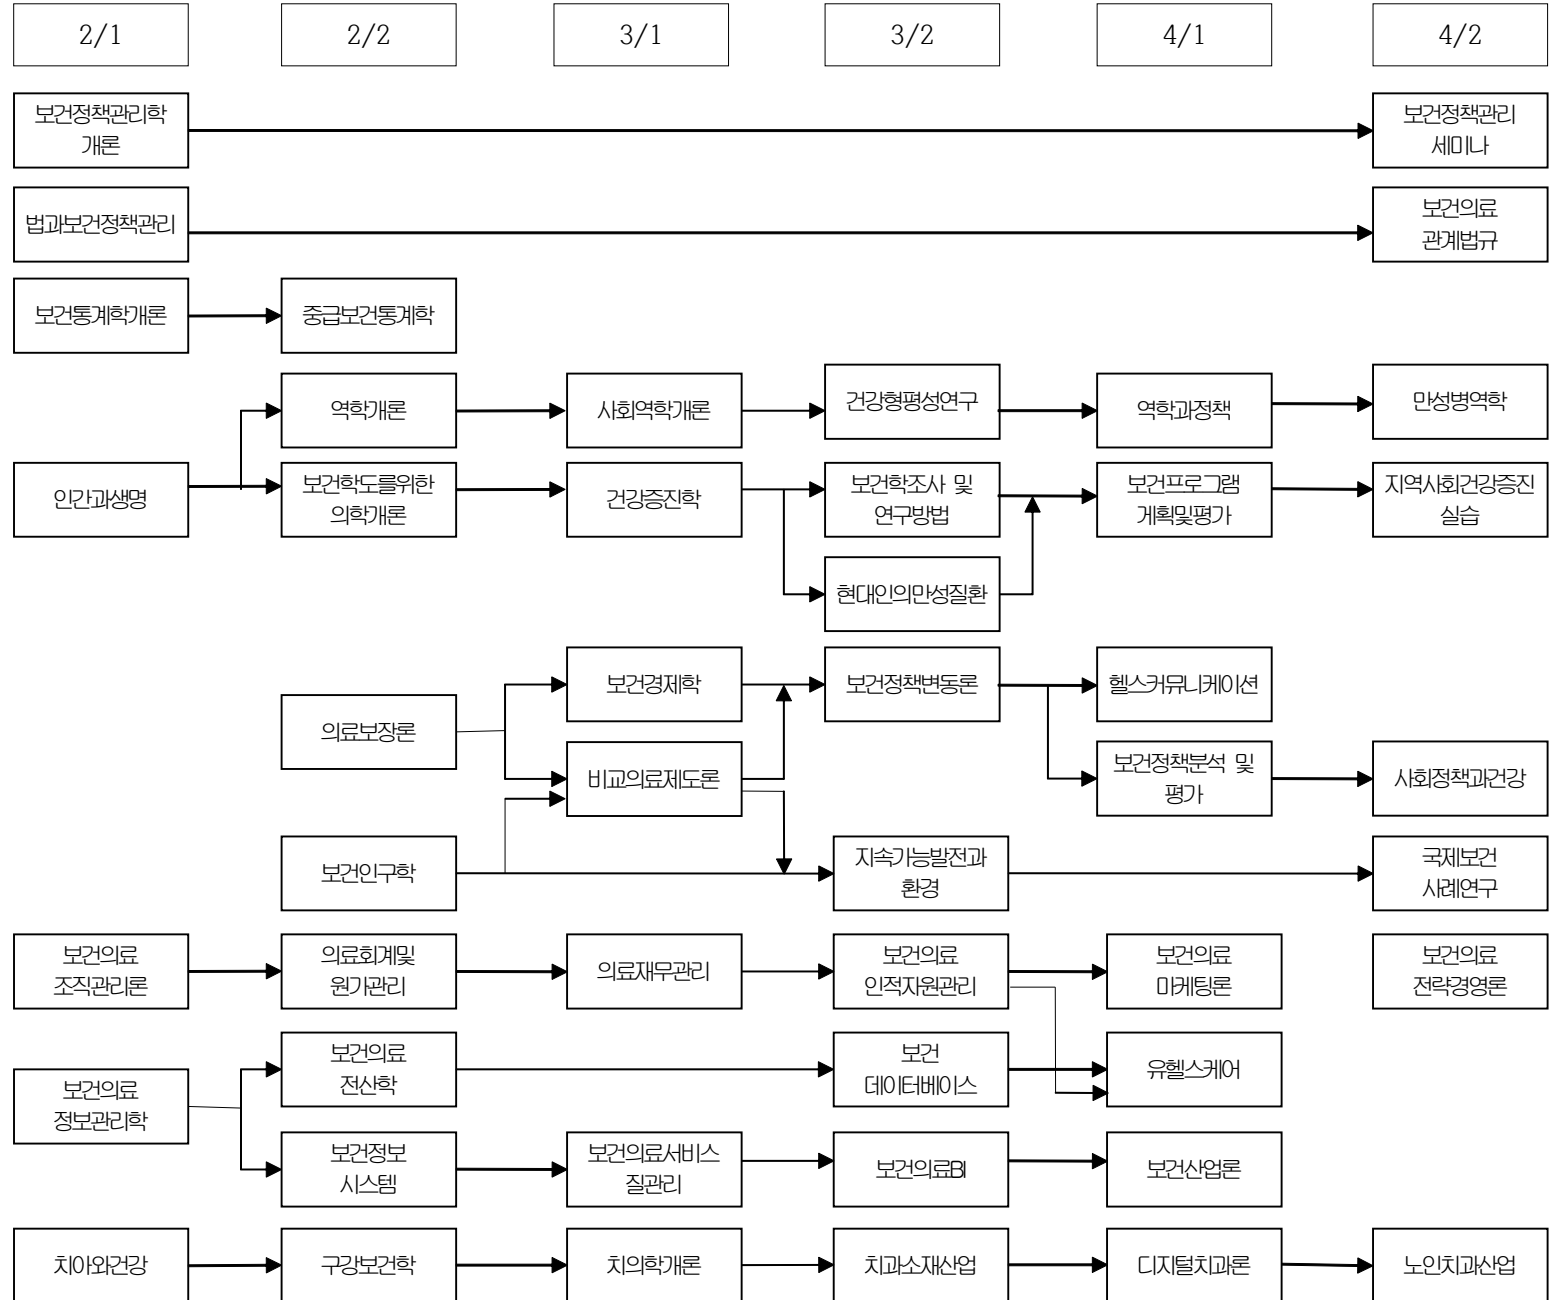 2/1
2/2
3/1
3/2
4/1
4/2
보건정책관리학
개론
보건정책관리
세미나
법과보건정책관리
보건의료
관계법규
보건통계학개론
중급보건통계학
역학개론
사회역학개론
건강형평성연구
역학과정책
만성병역학
인간과생명
보건학도를위한
의학개론
건강증진학
보건학조사 및
연구방법
보건프로그램
계획및평가
지역사회건강증진
실습
현대인의만성질환
의료보장론
보건경제학
보건정책변동론
헬스커뮤니케이션
비교의료제도론
보건정책분석 및
평가
사회정책과건강
보건인구학
지속가능발전과
환경
국제보건
사례연구
보건의료
조직관리론
의료회계및
원가관리
의료재무관리
보건의료
인적자원관리
보건의료
마케팅론
보건의료
전략경영론
보건의료
정보관리학
보건의료
전산학
보건
데이터베이스
유헬스케어
보건정보
시스템
보건의료서비스
질관리
보건의료BI
보건산업론
치아와건강
구강보건학
치의학개론
치과소재산업
디지털치과론
노인치과산업